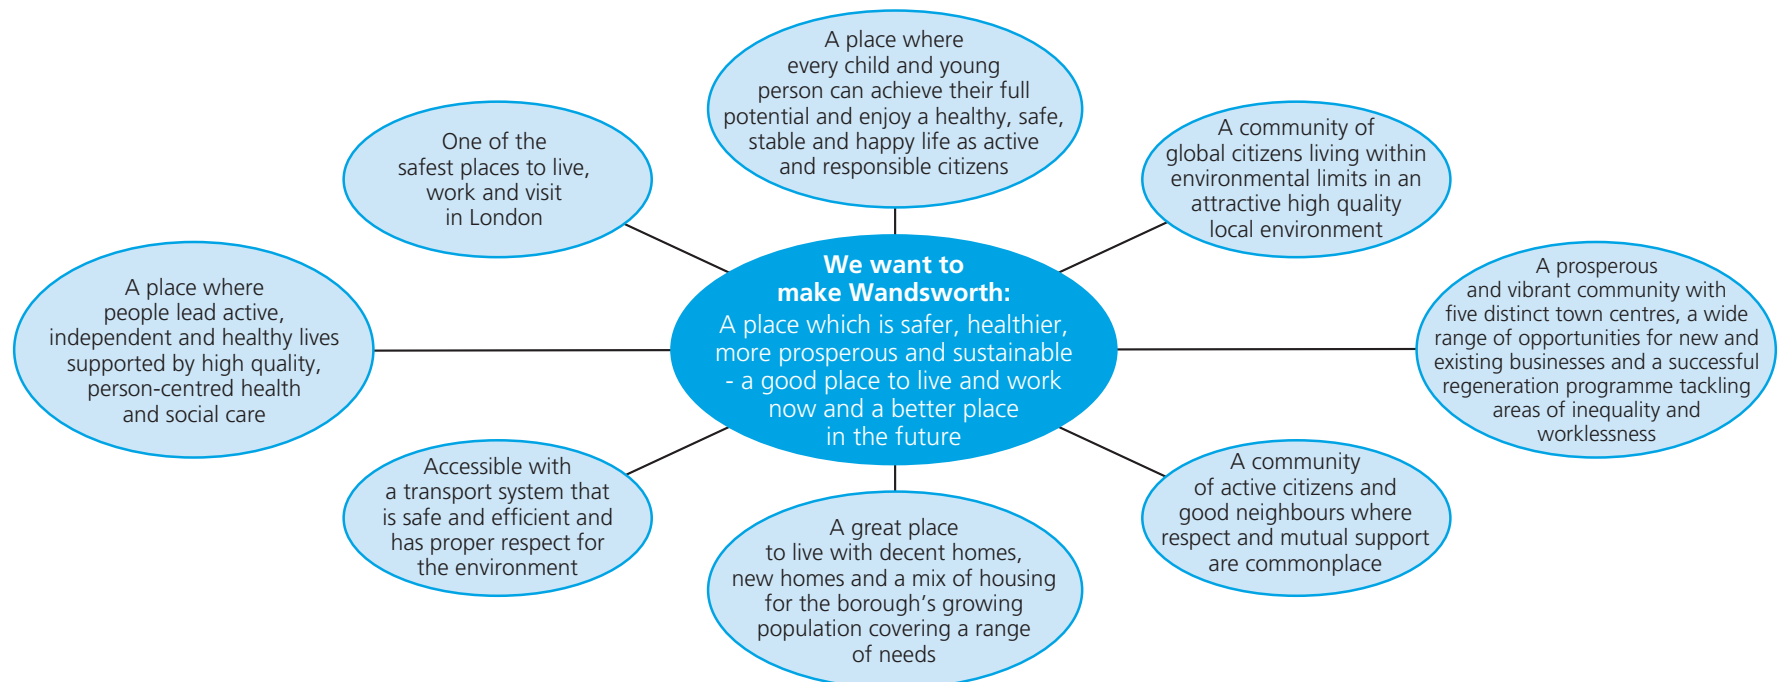 A place where
every child and young
person can achieve their full
potential and enjoy a healthy, safe,
stable and happy life as active
and responsible citizens
One of the
safest places to live,
work and visit
in London
A community of
global citizens living within
environmental limits in an
attractive high quality
local environment
A place where
people lead active,
independent and healthy lives
supported by high quality,
person-centred health
and social care
We want to
make Wandsworth:
A place which is safer, healthier,
more prosperous and sustainable
- a good place to live and work
now and a better place
in the future
A prosperous
and vibrant community with
five distinct town centres, a wide
range of opportunities for new and
existing businesses and a successful
regeneration programme tackling
areas of inequality and
worklessness
Accessible with
a transport system that
is safe and efficient and
has proper respect for
the environment
A great place
to live with decent homes,
new homes and a mix of housing
for the borough's growing
population covering a range
of needs
A community
of active citizens and
good neighbours where
respect and mutual support
are commonplace